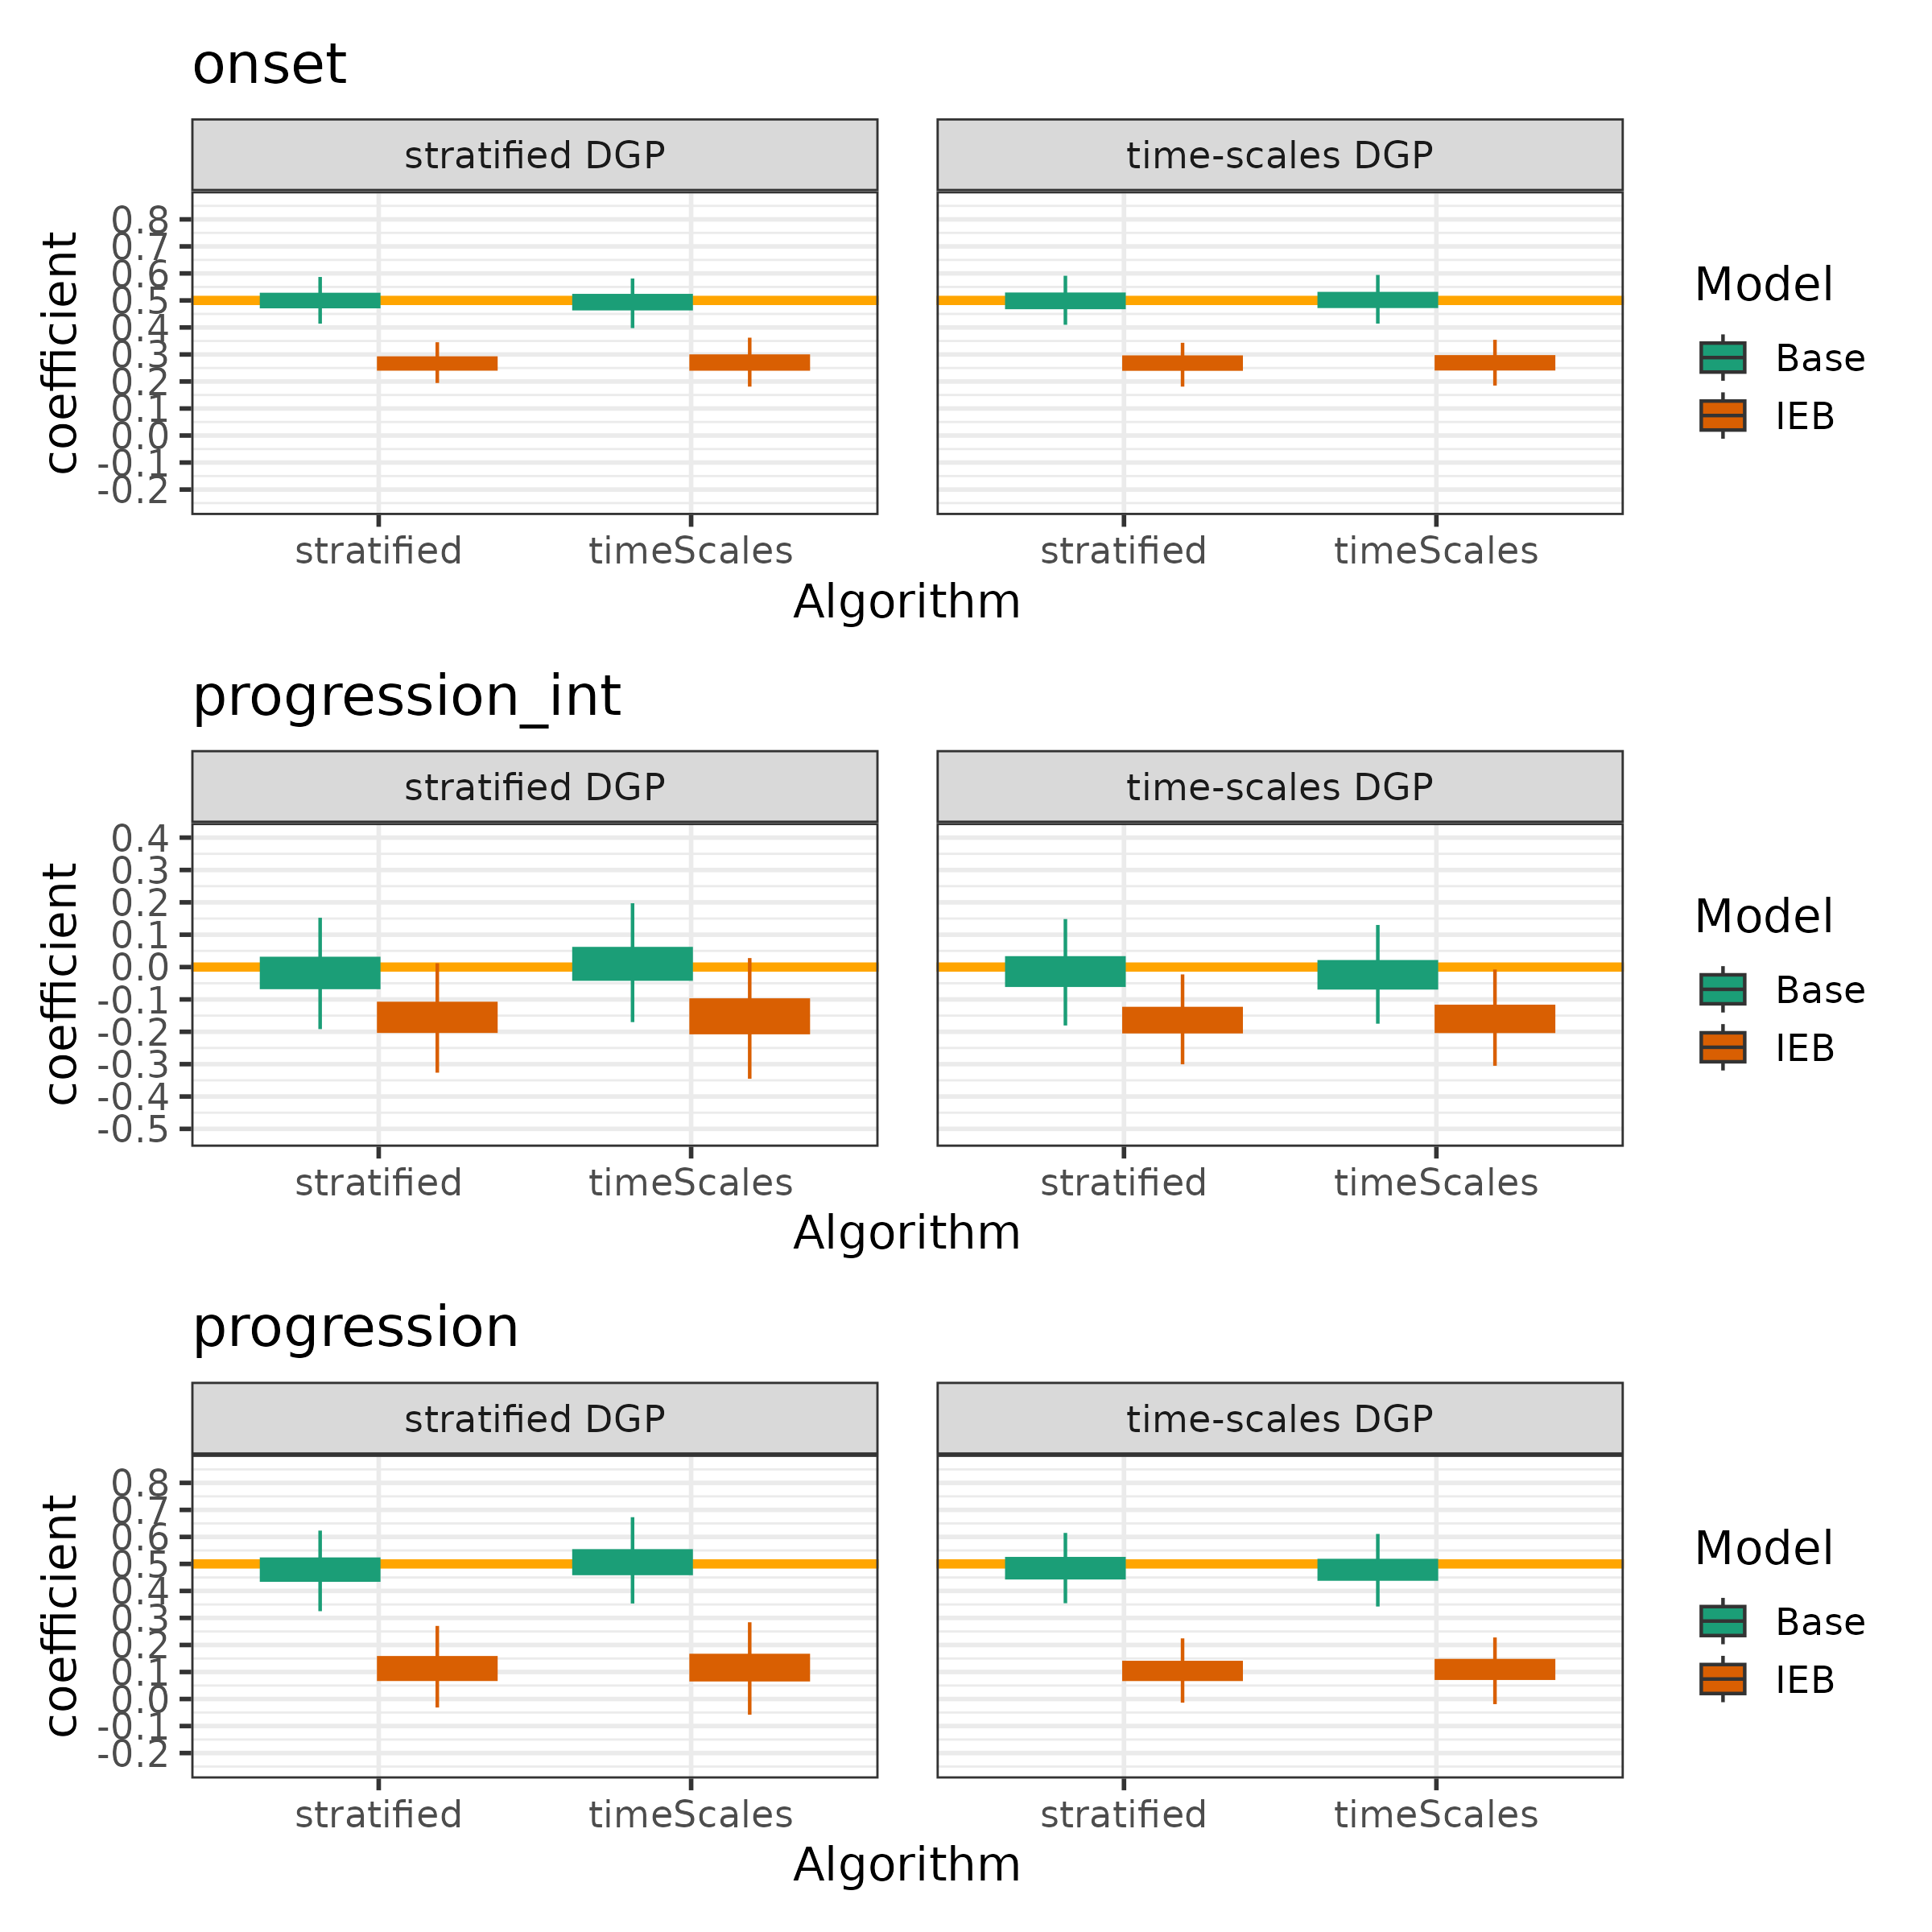 onset
stratified DGP
time-scales DGP
0.8
0.7
0.6
0.5
0.4
0.3
0.2
0.1
0.0
-0.1
-0.2
coefficient
stratified
timeScales
stratified
timeScales
Algorithm
Model
Base
IEB
progression_int
stratified DGP
time-scales DGP
0.4
0.3
0.2
0.1
0.0
-0.1
-0.2
-0.3
-0.4
-0.5
coefficient
stratified
timeScales
stratified
timeScales
Algorithm
Model
Base
IEB
progression
stratified DGP
time-scales DGP
0.8
0.7
0.6
0.5
0.4
0.3
0.2
0.1
0.0
-0.1
-0.2
coefficient
stratified
timeScales
stratified
timeScales
Algorithm
Model
Base
IEB